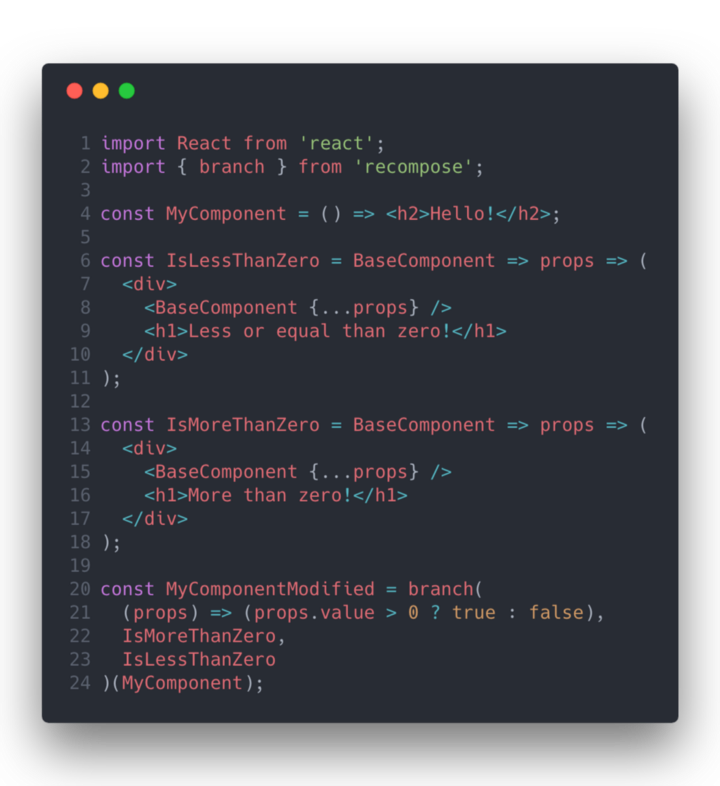 1 import React from 'react';
2 import { branch } from 'recompose';
3
4 const MyComponent = () => <h2>Hello!</h2>;
5
6 const IsLessThanZero = BaseComponent => props => (
7   <div>
8     <BaseComponent {...props} />
9     <h1>Less or equal than zero!</h1>
10   </div>
11 );
12
13 const IsMoreThanZero = BaseComponent => props => (
14   <div>
15     <BaseComponent {...props} />
16     <h1>More than zero!</h1>
17   </div>
18 );
19
20 const MyComponentModified = branch(
21   (props) => (props.value > 0 ? true : false),
22   IsMoreThanZero,
23   IsLessThanZero
24 )(MyComponent);